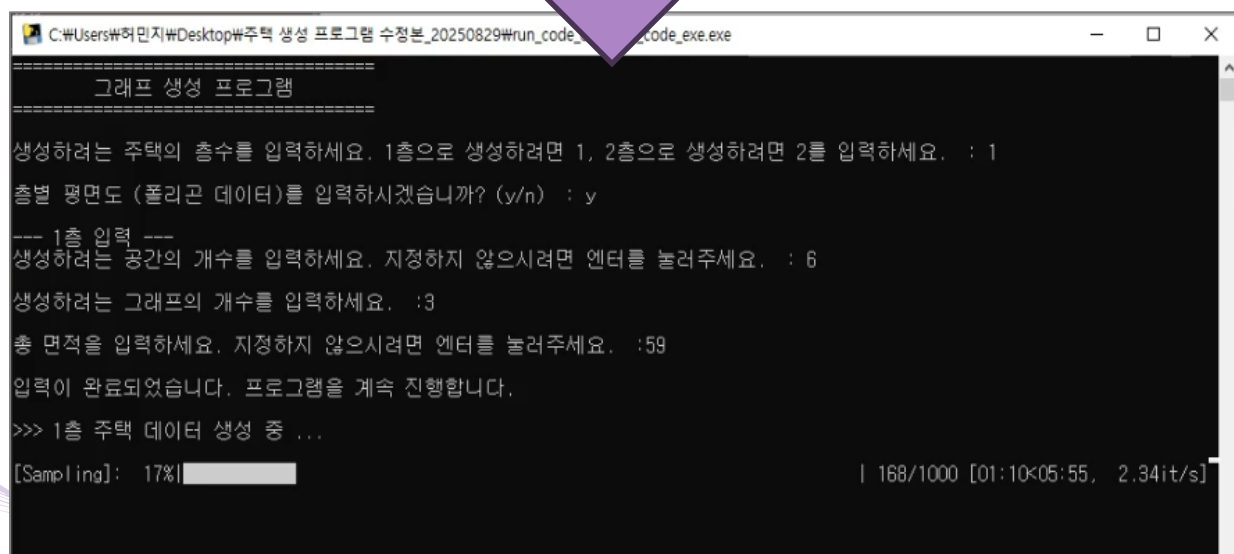 C:₩Users₩허민지₩Desktop₩주택 생성 프로그램 수정본_20250829₩run_code_ code_exe.exe
====================================
그래프 생성 프로그램
====================================
생성하려는 주택의 층수를 입력하세요. 1층으로 생성하려면 1, 2층으로 생성하려면 2를 입력하세요.  : 1
층별 평면도 (폴리곤 데이터)를 입력하시겠습니까? (y/n)  : y
--- 1층 입력 ---
생성하려는 공간의 개수를 입력하세요. 지정하지 않으시려면 엔터를 눌러주세요.  : 6
생성하려는 그래프의 개수를 입력하세요.  :3
총 면적을 입력하세요. 지정하지 않으시려면 엔터를 눌러주세요.  :59
입력이 완료되었습니다. 프로그램을 계속 진행합니다.
>>> 1층 주택 데이터 생성 중 ...
[Sampling]:  17%| | 168/1000 [01:10<05:55,  2.34it/s]